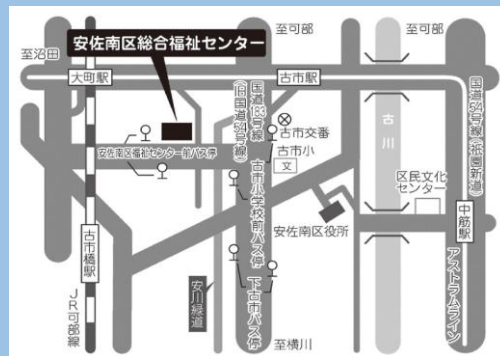 安佐南区総合福祉センター
至可部
至可部
至沼田
大町駅
古市駅
国道183号線
(旧国道54号線)
国道54号線(祇園新道)
古市交番
古市小
文
古川
安佐南区福祉センター前バス停
古市小学校前バス停
区民文化
センター
中筋駅
安佐南区役所
古市橋駅
安川緑道
下古市バス停
アストラムライン
JR可部線
至横川